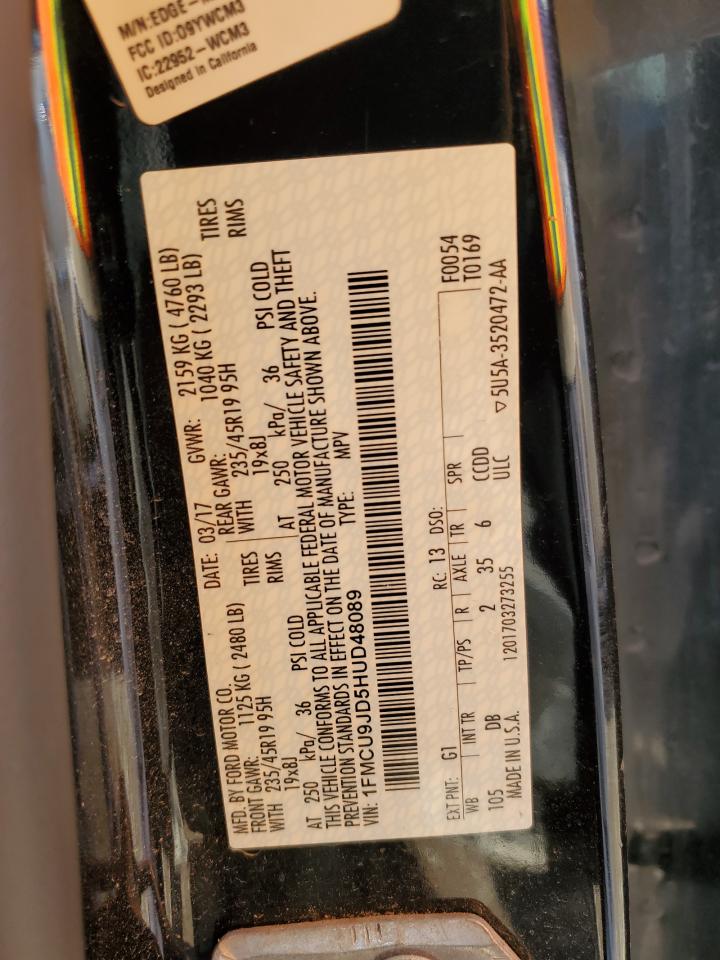 M/N:EDGE-
FCC ID:O9YWCM3
IC:22952-WCM3
Designed in California
MFD. BY FORD MOTOR CO.
DATE: 03/17 GVWR: 2159 KG ( 4760 LB)
FRONT GAWR: 1125 KG ( 2480 LB) REAR GAWR: 1040 KG ( 2293 LB)
WITH 235/45R19 95H TIRES WITH 235/45R19 95H TIRES
19x8J RIMS 19x8J RIMS
AT 250 kPa/ 36 PSI COLD AT 250 kPa/ 36 PSI COLD
THIS VEHICLE CONFORMS TO ALL APPLICABLE FEDERAL MOTOR VEHICLE SAFETY AND THEFT
PREVENTION STANDARDS IN EFFECT ON THE DATE OF MANUFACTURE SHOWN ABOVE.
VIN: 1FMCU9JD5HUD48089 TYPE: MPV
F0054
T0169
EXT PNT: G1 RC: 13 DSO:
WB INT TR TP/PS R AXLE TR SPR
105 DB 2 35 6 CCDD
ULC
MADE IN U.S.A. 1201703273255
▽5U5A-3520472-AA